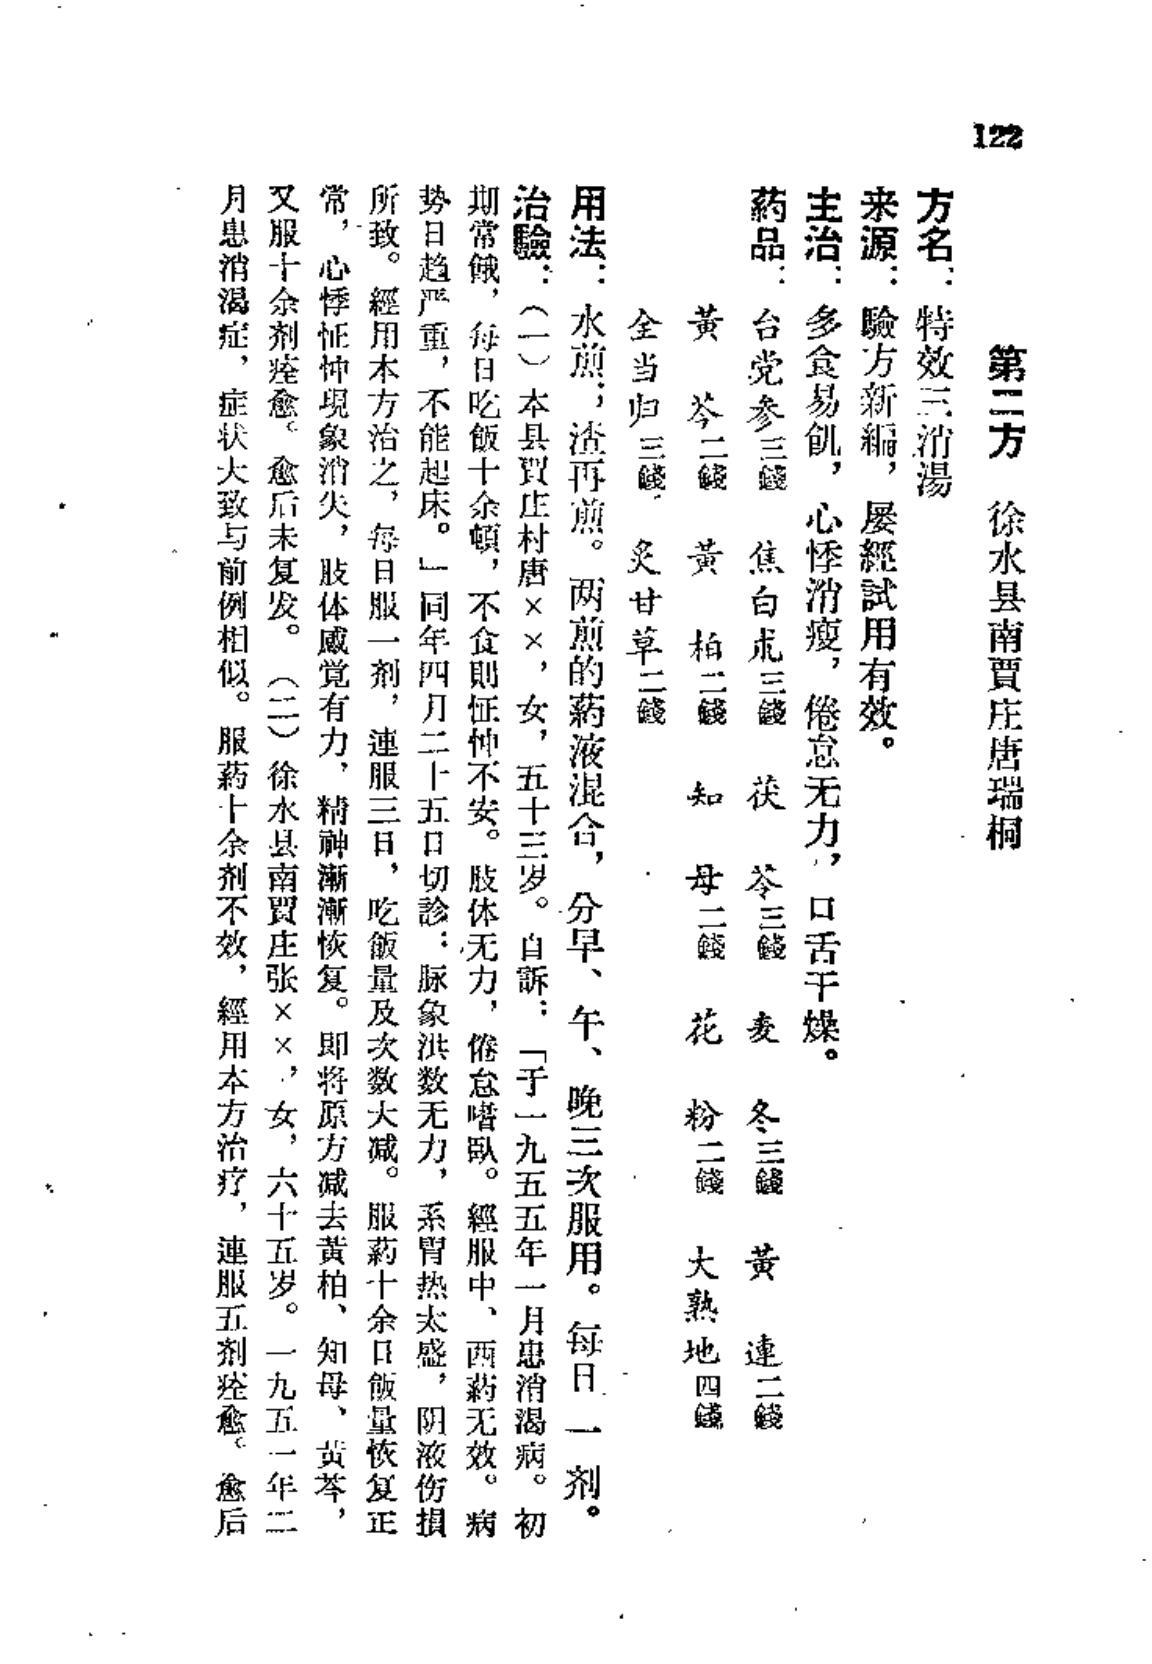 122
第二方　徐水县南賈庄唐瑞桐
方名：特效三消湯
来源：驗方新編，屡經試用有效。
主治：多食易飢，心悸消瘦，倦怠无力，口舌干燥。
药品：台党参三錢　焦白朮三錢　茯　苓三錢　麦　冬三錢　黃　連二錢
黃　芩二錢　黃　柏二錢　知　母二錢　花　粉二錢　大熟地四錢
全当归三錢　炙甘草二錢
用法：水煎，渣再煎。两煎的药液混合，分早、午、晚三次服用。每日一剂。
治驗：（一）本县賈庄村唐××，女，五十三岁。自訴：「于一九五五年一月患消渴病。初
期常餓，每日吃飯十余頓，不食則怔忡不安。肢体无力，倦怠嗜臥。經服中、西药无效。病
势日趋严重，不能起床。」同年四月二十五日切診：脉象洪数无力，系胃热太盛，阴液伤損
所致。經用本方治之，每日服一剂，連服三日，吃飯量及次数大减。服药十余日飯量恢复正
常，心悸怔忡現象消失，肢体感觉有力，精神漸漸恢复。即将原方减去黃柏、知母、黃芩，
又服十余剂痊愈。愈后未复发。（二）徐水县南賈庄张××，女，六十五岁。一九五一年二
月患消渴症，症状大致与前例相似。服药十余剂不效，經用本方治疗，連服五剂痊愈。愈后